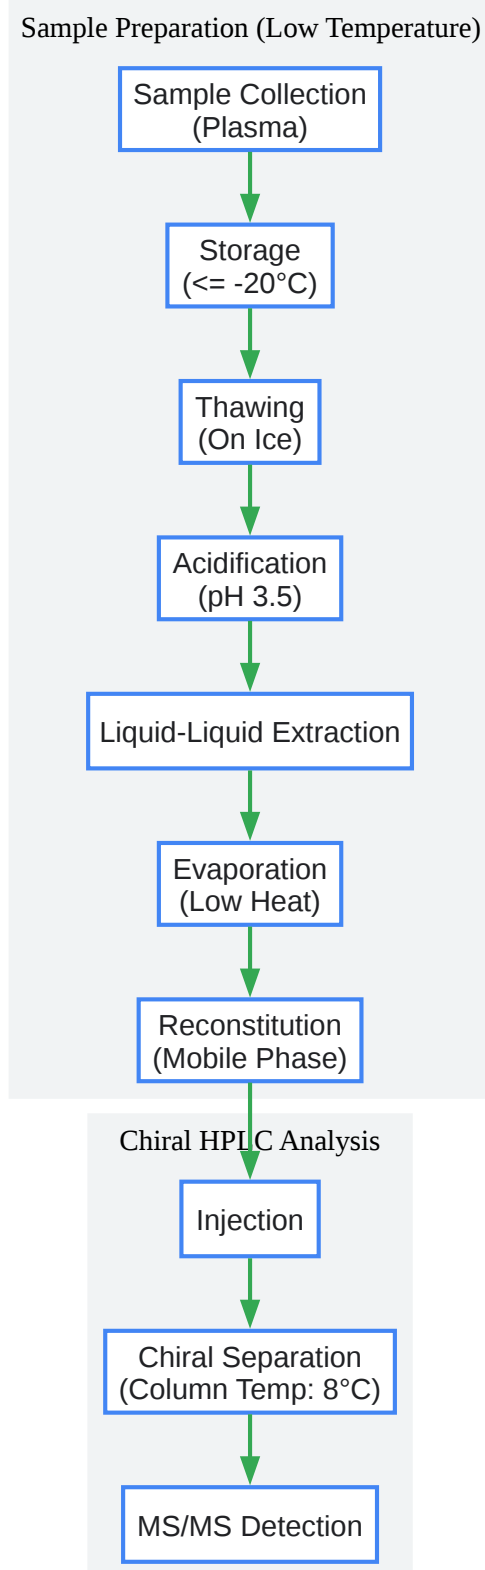 Sample Preparation (Low Temperature)
Sample Collection
(Plasma)
Storage
(<= -20°C)
Thawing
(On Ice)
Acidification
(pH 3.5)
Liquid-Liquid Extraction
Evaporation
(Low Heat)
Reconstitution
(Mobile Phase)
Chiral HPLC Analysis
Injection
Chiral Separation
(Column Temp: 8°C)
MS/MS Detection